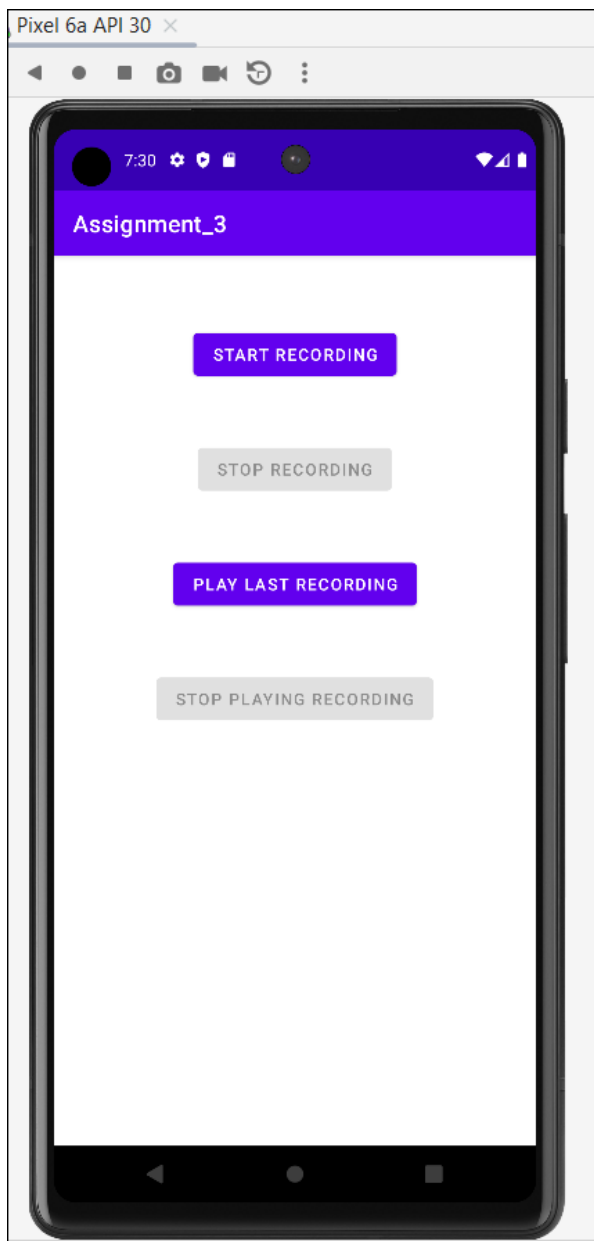 Pixel 6a API 30
7:30
Assignment_3
START RECORDING
STOP RECORDING
PLAY LAST RECORDING
STOP PLAYING RECORDING